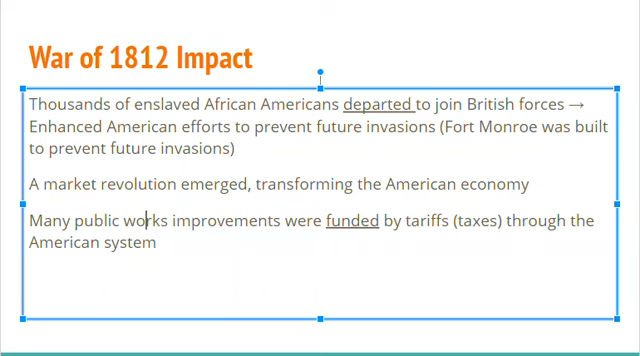 War of 1812 Impact
Thousands of enslaved African Americans departed to join British forces →
Enhanced American efforts to prevent future invasions (Fort Monroe was built
to prevent future invasions)
A market revolution emerged, transforming the American economy
Many public works improvements were funded by tariffs (taxes) through the
American system